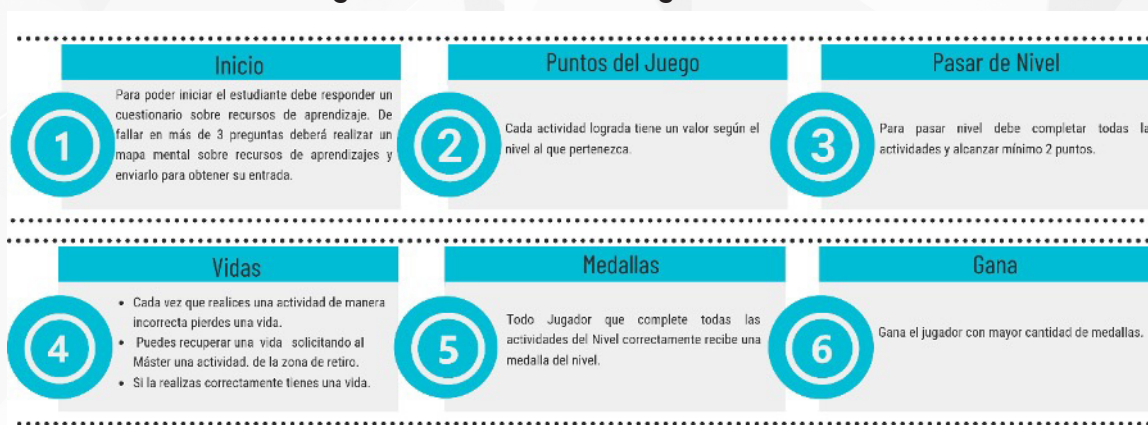 Inicio
Para poder iniciar el estudiante debe responder un
cuestionario sobre recursos de aprendizaje. De
fallar en más de 3 preguntas deberá realizar un
mapa mental sobre recursos de aprendizajes y
enviarlo para obtener su entrada.
1
Puntos del Juego
Cada actividad lograda tiene un valor según el
nivel al que pertenezca.
2
Pasar de Nivel
Para pasar nivel debe completar todas
actividades y alcanzar mínimo 2 puntos.
3
Vidas
• Cada vez que realices una actividad de manera
incorrecta pierdes una vida.
• Puedes recuperar una vida solicitando al
Máster una actividad. de la zona de retiro.
• Si la realizas correctamente tienes una vida.
4
Medallas
Todo Jugador que complete todas las
actividades del Nivel correctamente recibe una
medalla del nivel.
5
Gana
Gana el jugador con mayor cantidad de medallas.
6